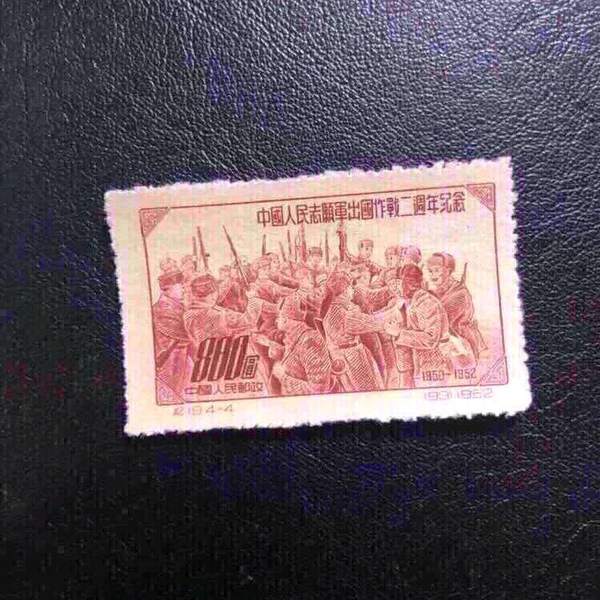 中國人民志願軍出國作戰二週年紀念
800圓
1950-1952
中國人民郵政
紀19.4-4
(93)1952